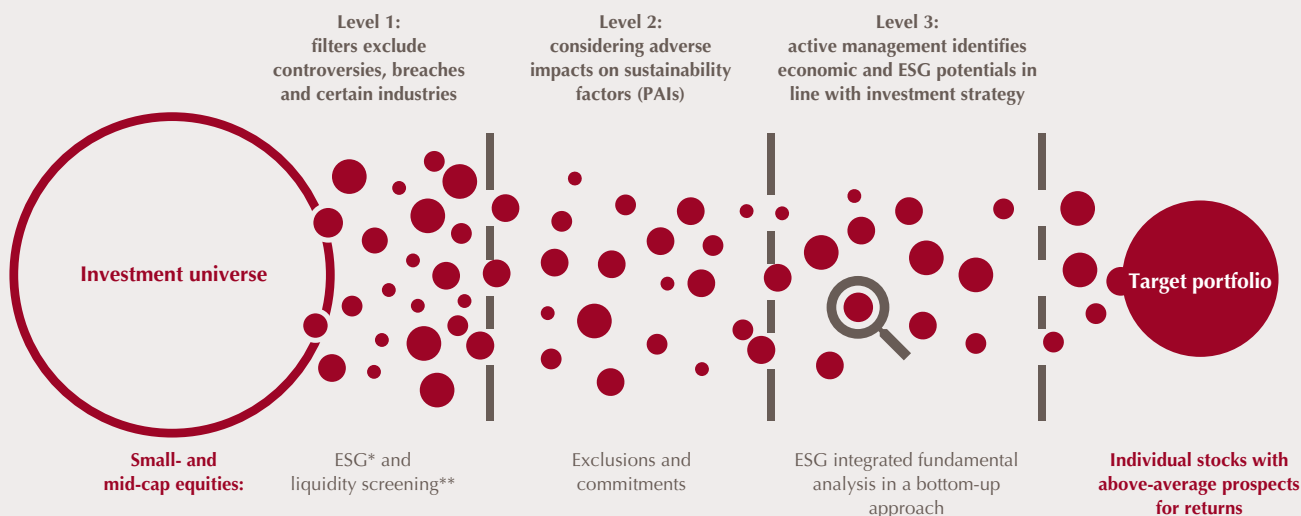 Level 1:
filters exclude
controversies, breaches
and certain industries
Level 2:
considering adverse
impacts on sustainability
factors (PAIs)
Level 3:
active management identifies
economic and ESG potentials in
line with investment strategy
Investment universe
Target portfolio
Small- and
mid-cap equities:
ESG* and
liquidity screening**
Exclusions and
commitments
ESG integrated fundamental
analysis in a bottom-up
approach
Individual stocks with
above-average prospects
for returns